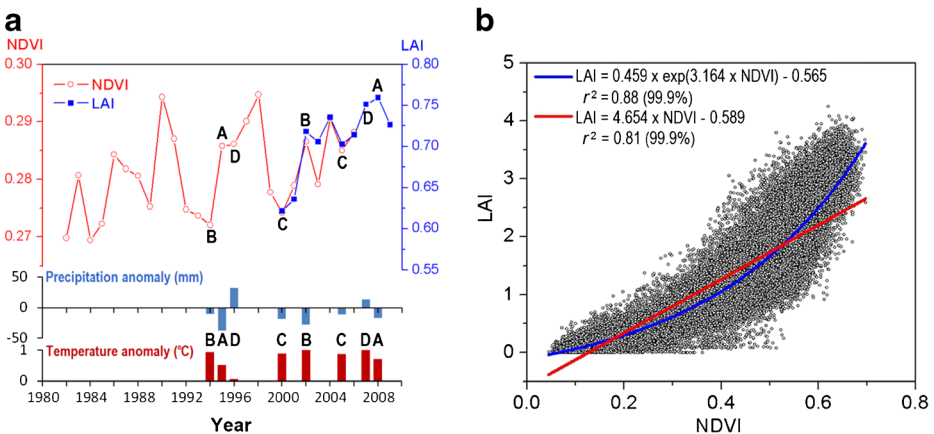 a
NDVI
LAI
0.30
0.29
0.28
0.27
0.80
0.75
0.70
0.65
0.60
0.55
NDVI
LAI
A
D
B
C
B
C
D
A
Precipitation anomaly (mm)
50
0
-50
B A D C B C D A
Temperature anomaly (°C)
1
0
1980 1984 1988 1992 1996 2000 2004 2008
Year
b
LAI = 0.459 x exp(3.164 x NDVI) - 0.565
r² = 0.88 (99.9%)
LAI = 4.654 x NDVI - 0.589
r² = 0.81 (99.9%)
LAI
5
4
3
2
1
0
0.0 0.2 0.4 0.6 0.8
NDVI